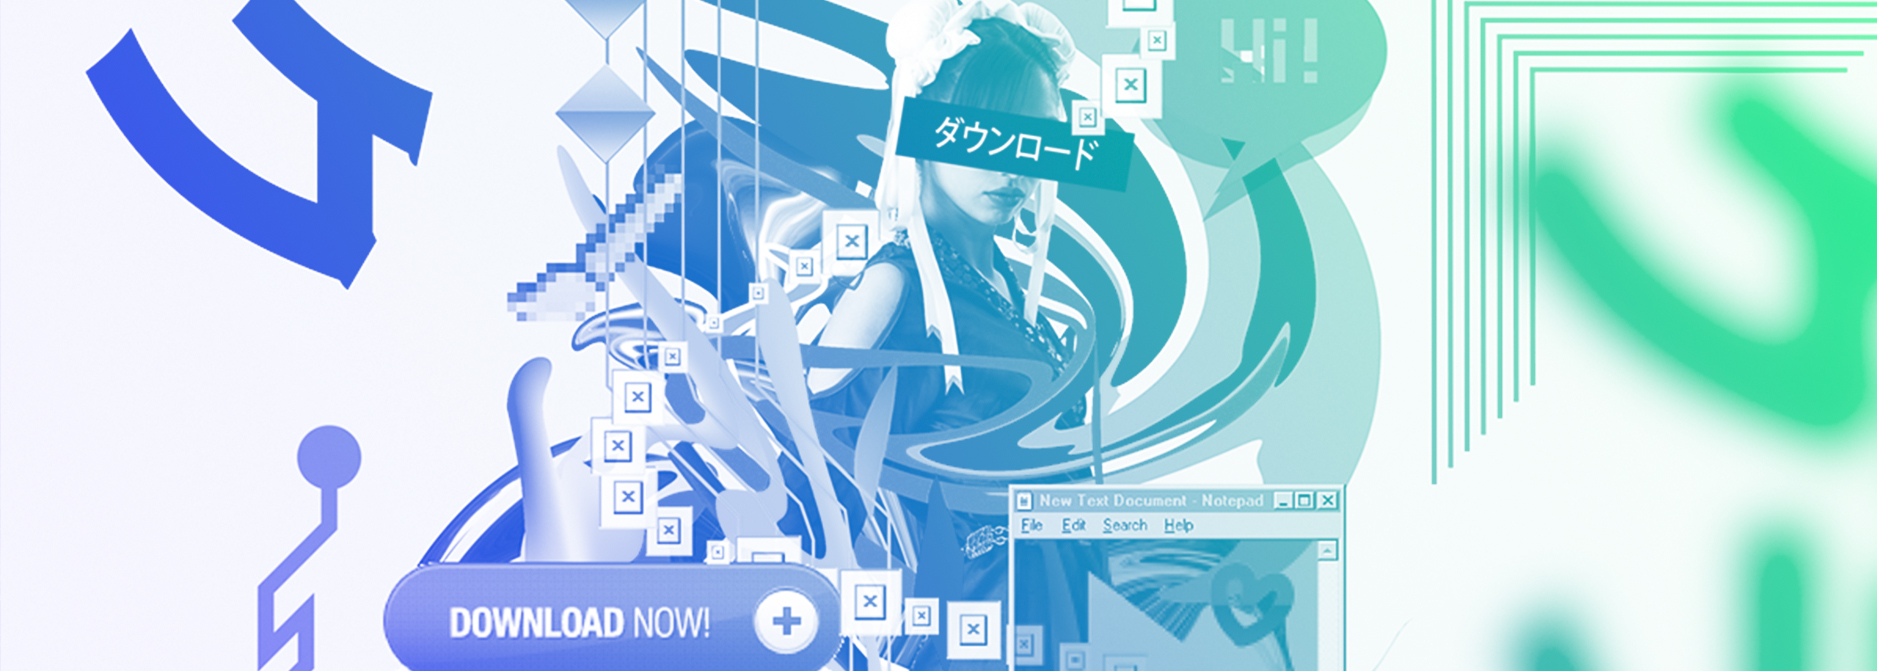 Hi!
ダウンロード
New Text Document - Notepad
File Edit Search Help
DOWNLOAD NOW!